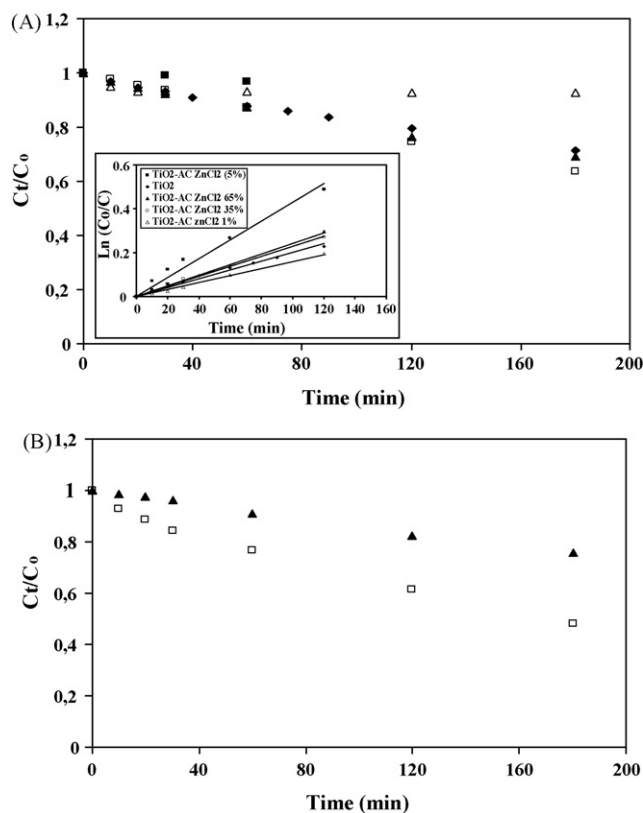 (A)
1,2
1
0,8
0,6
0,4
0,2
0
Ct/Co
0.6
0.4
0.2
0
Ln (Co/C)
TiO2-AC ZnCl2 (5%)
TiO2
TiO2-AC ZnCl2 65%
TiO2-AC ZnCl2 35%
TiO2-AC znCl2 1%
0 20 40 60 80 100 120 140 160
Time (min)
0 40 80 120 160 200
Time (min)
(B)
1,2
1
0,8
0,6
0,4
0,2
0
Ct/Co
0 40 80 120 160 200
Time (min)